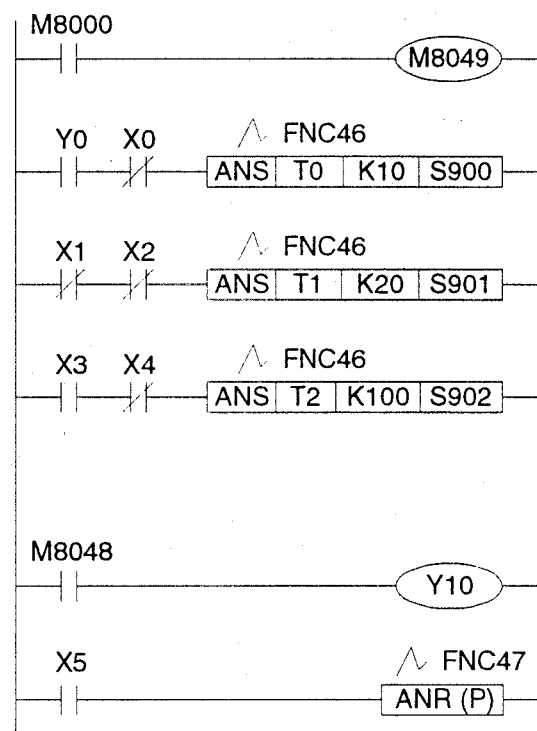 M8000
M8049
Y0 X0 FNC46
ANS T0 K10 S900
X1 X2 FNC46
ANS T1 K20 S901
X3 X4 FNC46
ANS T2 K100 S902
M8048
Y10
X5 FNC47
ANR (P)